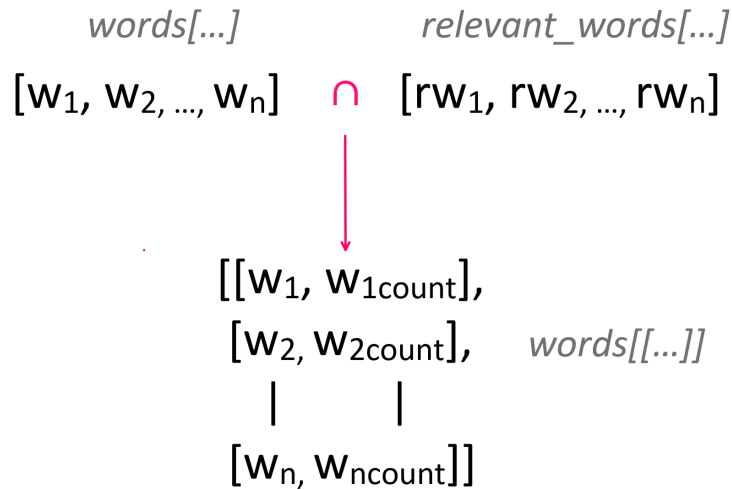 words[...] relevant_words[...]
[w₁, w₂, ..., wₙ] ∩ [rw₁, rw₂, ..., rwₙ]
[[w₁, w₁count],
[w₂, w₂count], words[[...]]
| |
[wₙ, wncount]]